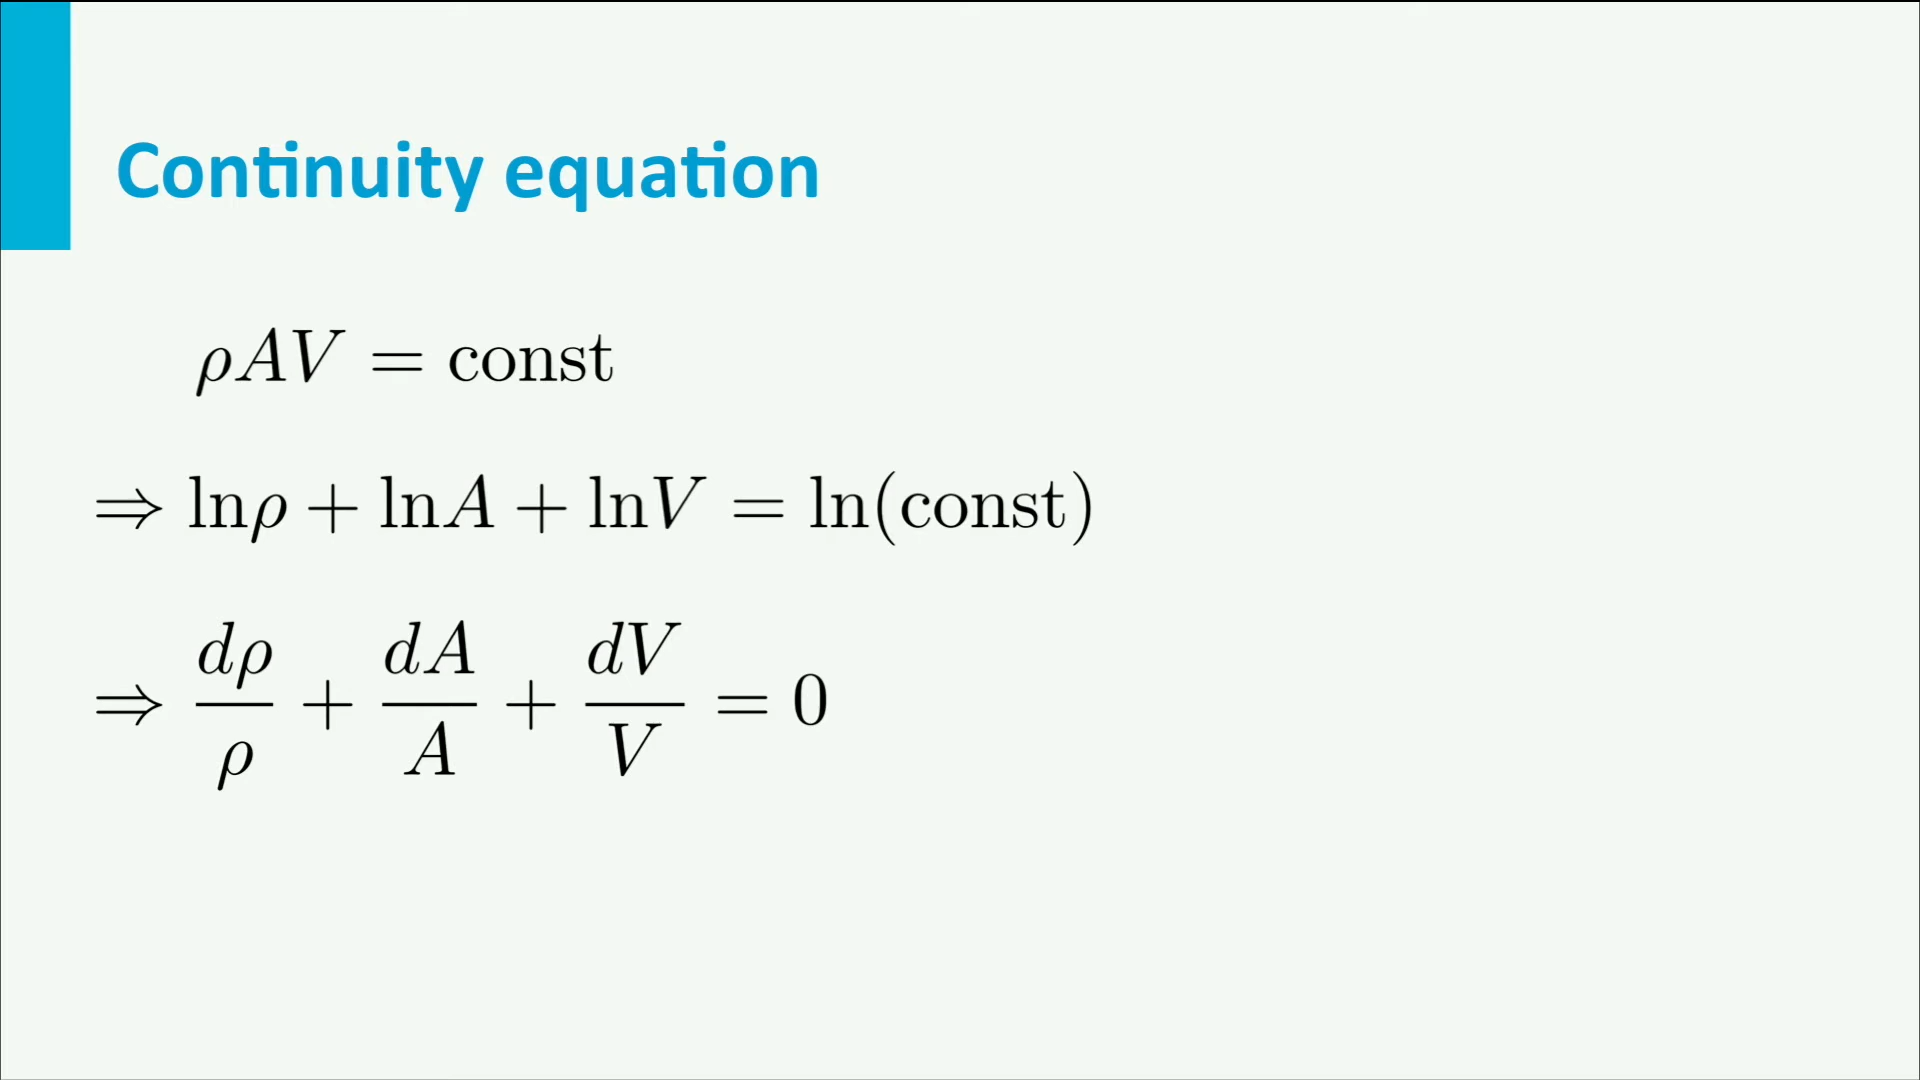 Continuity equation
ρAV = const
⇒ lnρ + lnA + lnV = ln(const)
⇒ dρ/ρ + dA/A + dV/V = 0